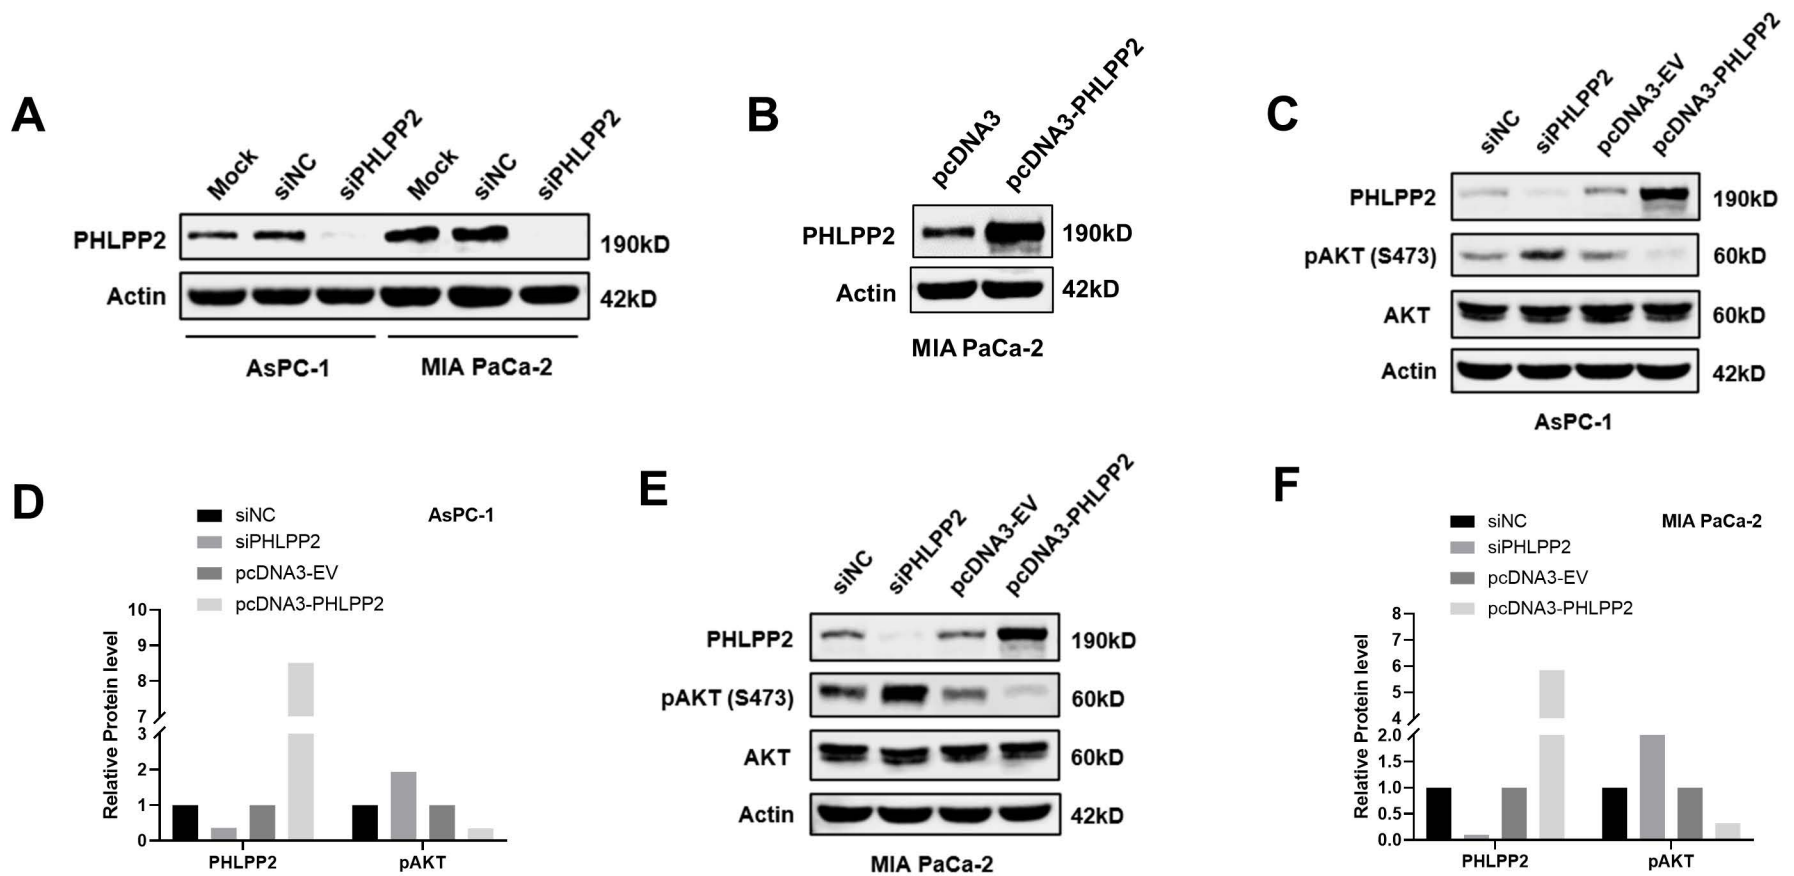 A
Mock
siNC
siPHLPP2
Mock
siNC
siPHLPP2
PHLPP2
190kD
Actin
42kD
AsPC-1
MIA PaCa-2
B
pcDNA3
pcDNA3-PHLPP2
PHLPP2
190kD
Actin
42kD
MIA PaCa-2
C
siNC
siPHLPP2
pcDNA3-EV
pcDNA3-PHLPP2
PHLPP2
190kD
pAKT (S473)
60kD
AKT
60kD
Actin
42kD
AsPC-1
D
siNC
siPHLPP2
pcDNA3-EV
pcDNA3-PHLPP2
AsPC-1
Relative Protein level
10
9
8
7
3
2
1
0
PHLPP2
pAKT
E
siNC
siPHLPP2
pcDNA3-EV
pcDNA3-PHLPP2
PHLPP2
190kD
pAKT (S473)
60kD
AKT
60kD
Actin
42kD
MIA PaCa-2
F
siNC
siPHLPP2
pcDNA3-EV
pcDNA3-PHLPP2
MIA PaCa-2
Relative Protein level
8
7
6
5
4
2.0
1.5
1.0
0.5
0.0
PHLPP2
pAKT